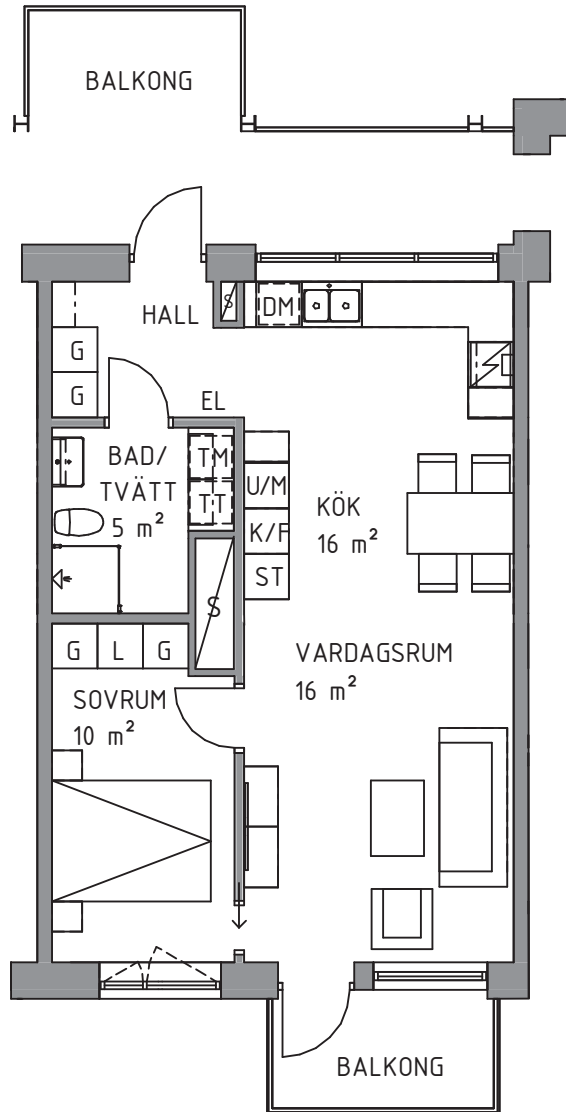 BALKONG
S
DM
HALL
G
G
EL
BAD/
TVÄTT
5 m²
TM
TT
U/M
K/F
ST
KÖK
16 m²
S
G L G
SOVRUM
10 m²
VARDAGSRUM
16 m²
BALKONG